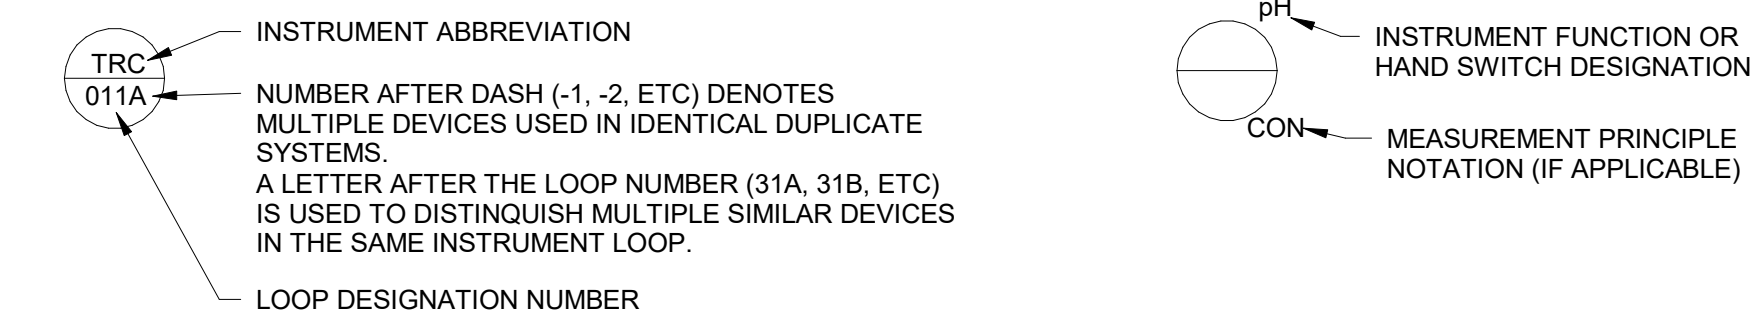 TRC
011A
INSTRUMENT ABBREVIATION
NUMBER AFTER DASH (-1, -2, ETC) DENOTES
MULTIPLE DEVICES USED IN IDENTICAL DUPLICATE
SYSTEMS.
A LETTER AFTER THE LOOP NUMBER (31A, 31B, ETC)
IS USED TO DISTINQUISH MULTIPLE SIMILAR DEVICES
IN THE SAME INSTRUMENT LOOP.
LOOP DESIGNATION NUMBER
pH
INSTRUMENT FUNCTION OR
HAND SWITCH DESIGNATION
CON
MEASUREMENT PRINCIPLE
NOTATION (IF APPLICABLE)